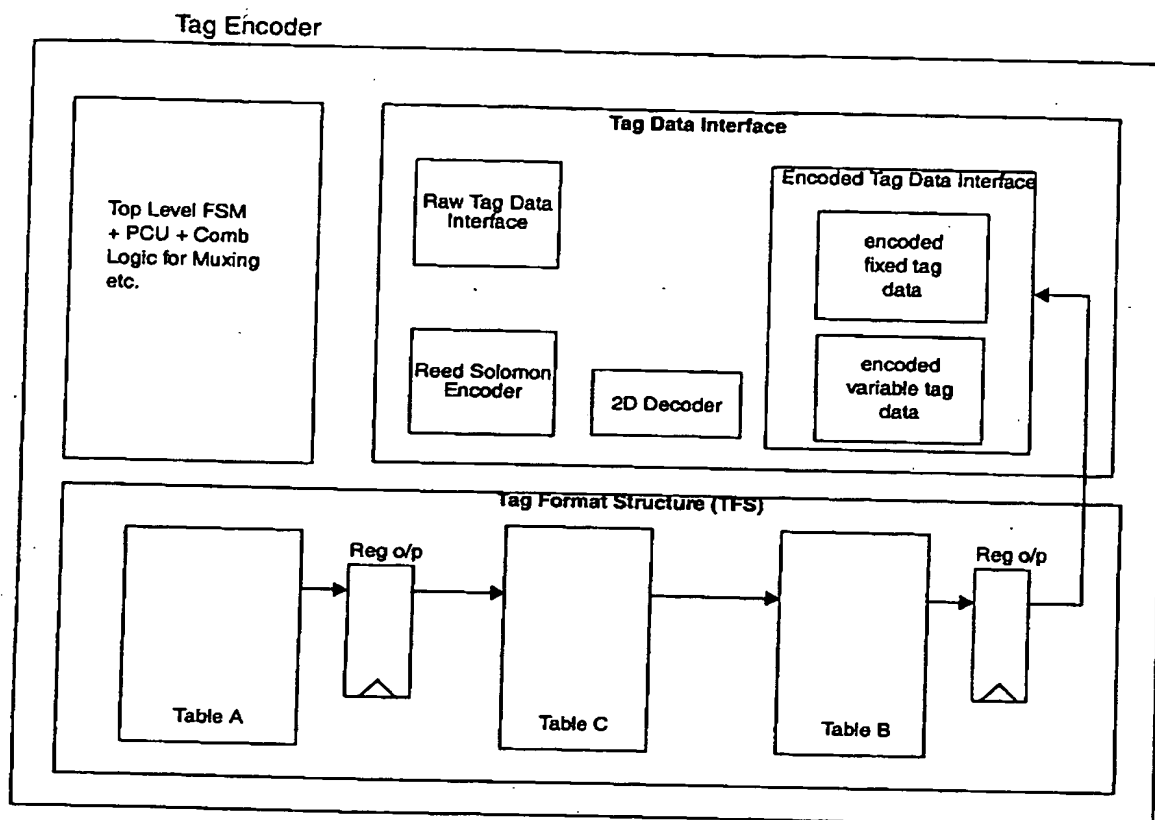 Tag Encoder
Top Level FSM
+ PCU + Comb
Logic for Muxing
etc.
Tag Data Interface
Raw Tag Data
Interface
Reed Solomon
Encoder
2D Decoder
Encoded Tag Data Interface
encoded
fixed tag
data
encoded
variable tag
data
Tag Format Structure (TFS)
Table A
Reg o/p
Table C
Table B
Reg o/p